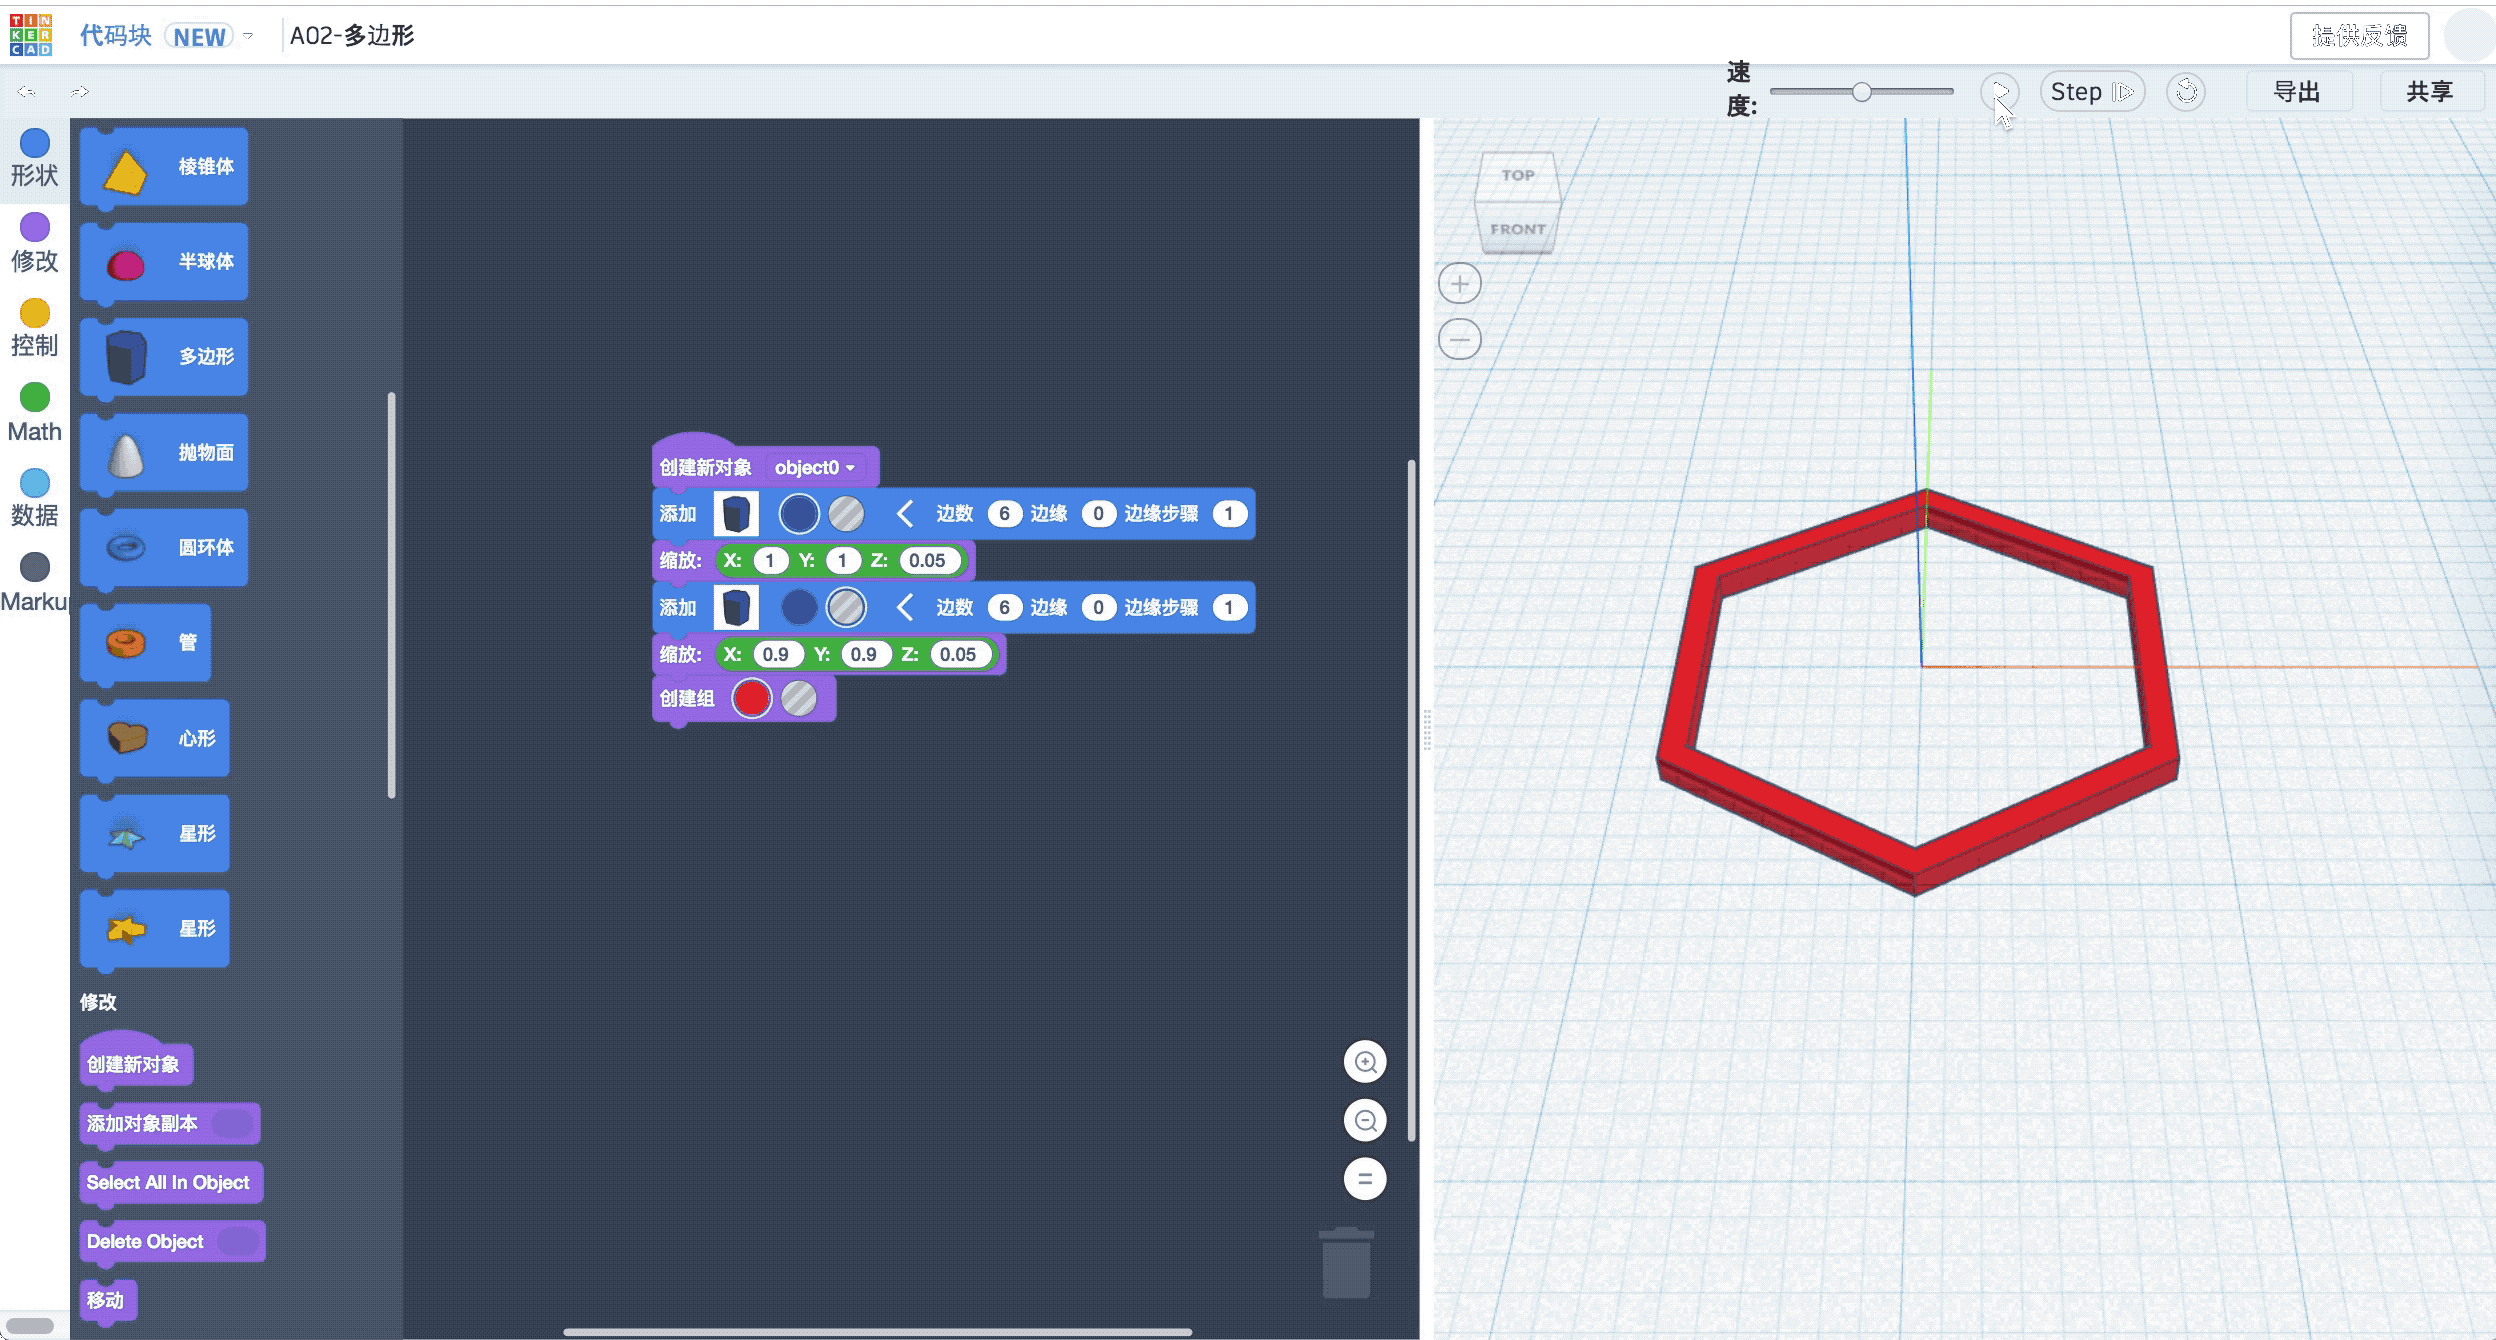 TIN
KER
CAD
代码块 NEW A02-多边形
提供反馈
速度:
Step
导出
共享
形状
修改
控制
Math
数据
Marku
棱锥体
半球体
多边形
抛物面
圆环体
管
心形
星形
星形
修改
创建新对象
添加对象副本
Select All In Object
Delete Object
移动
创建新对象 object0
添加 边数 6 边缘 0 边缘步骤 1
缩放: X: 1 Y: 1 Z: 0.05
添加 边数 6 边缘 0 边缘步骤 1
缩放: X: 0.9 Y: 0.9 Z: 0.05
创建组
TOP
FRONT